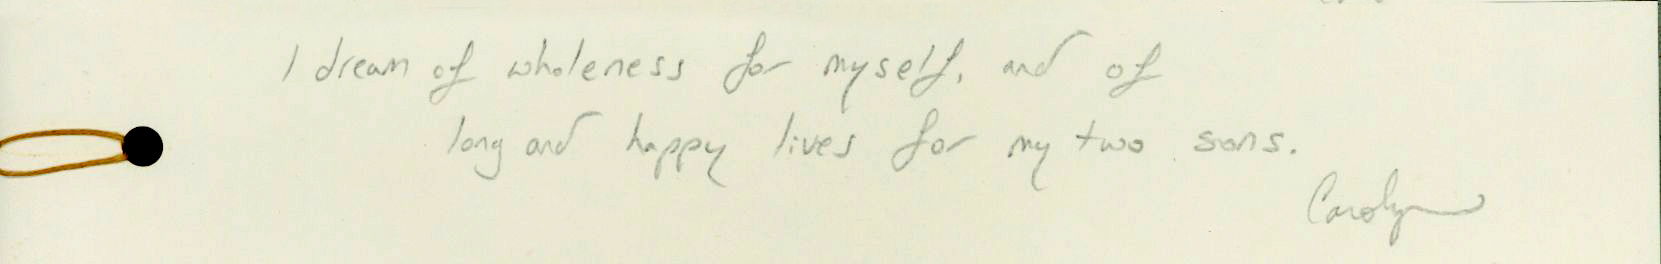 I dream of wholeness for myself, and of
long and happy lives for my two sons.
Carolyn